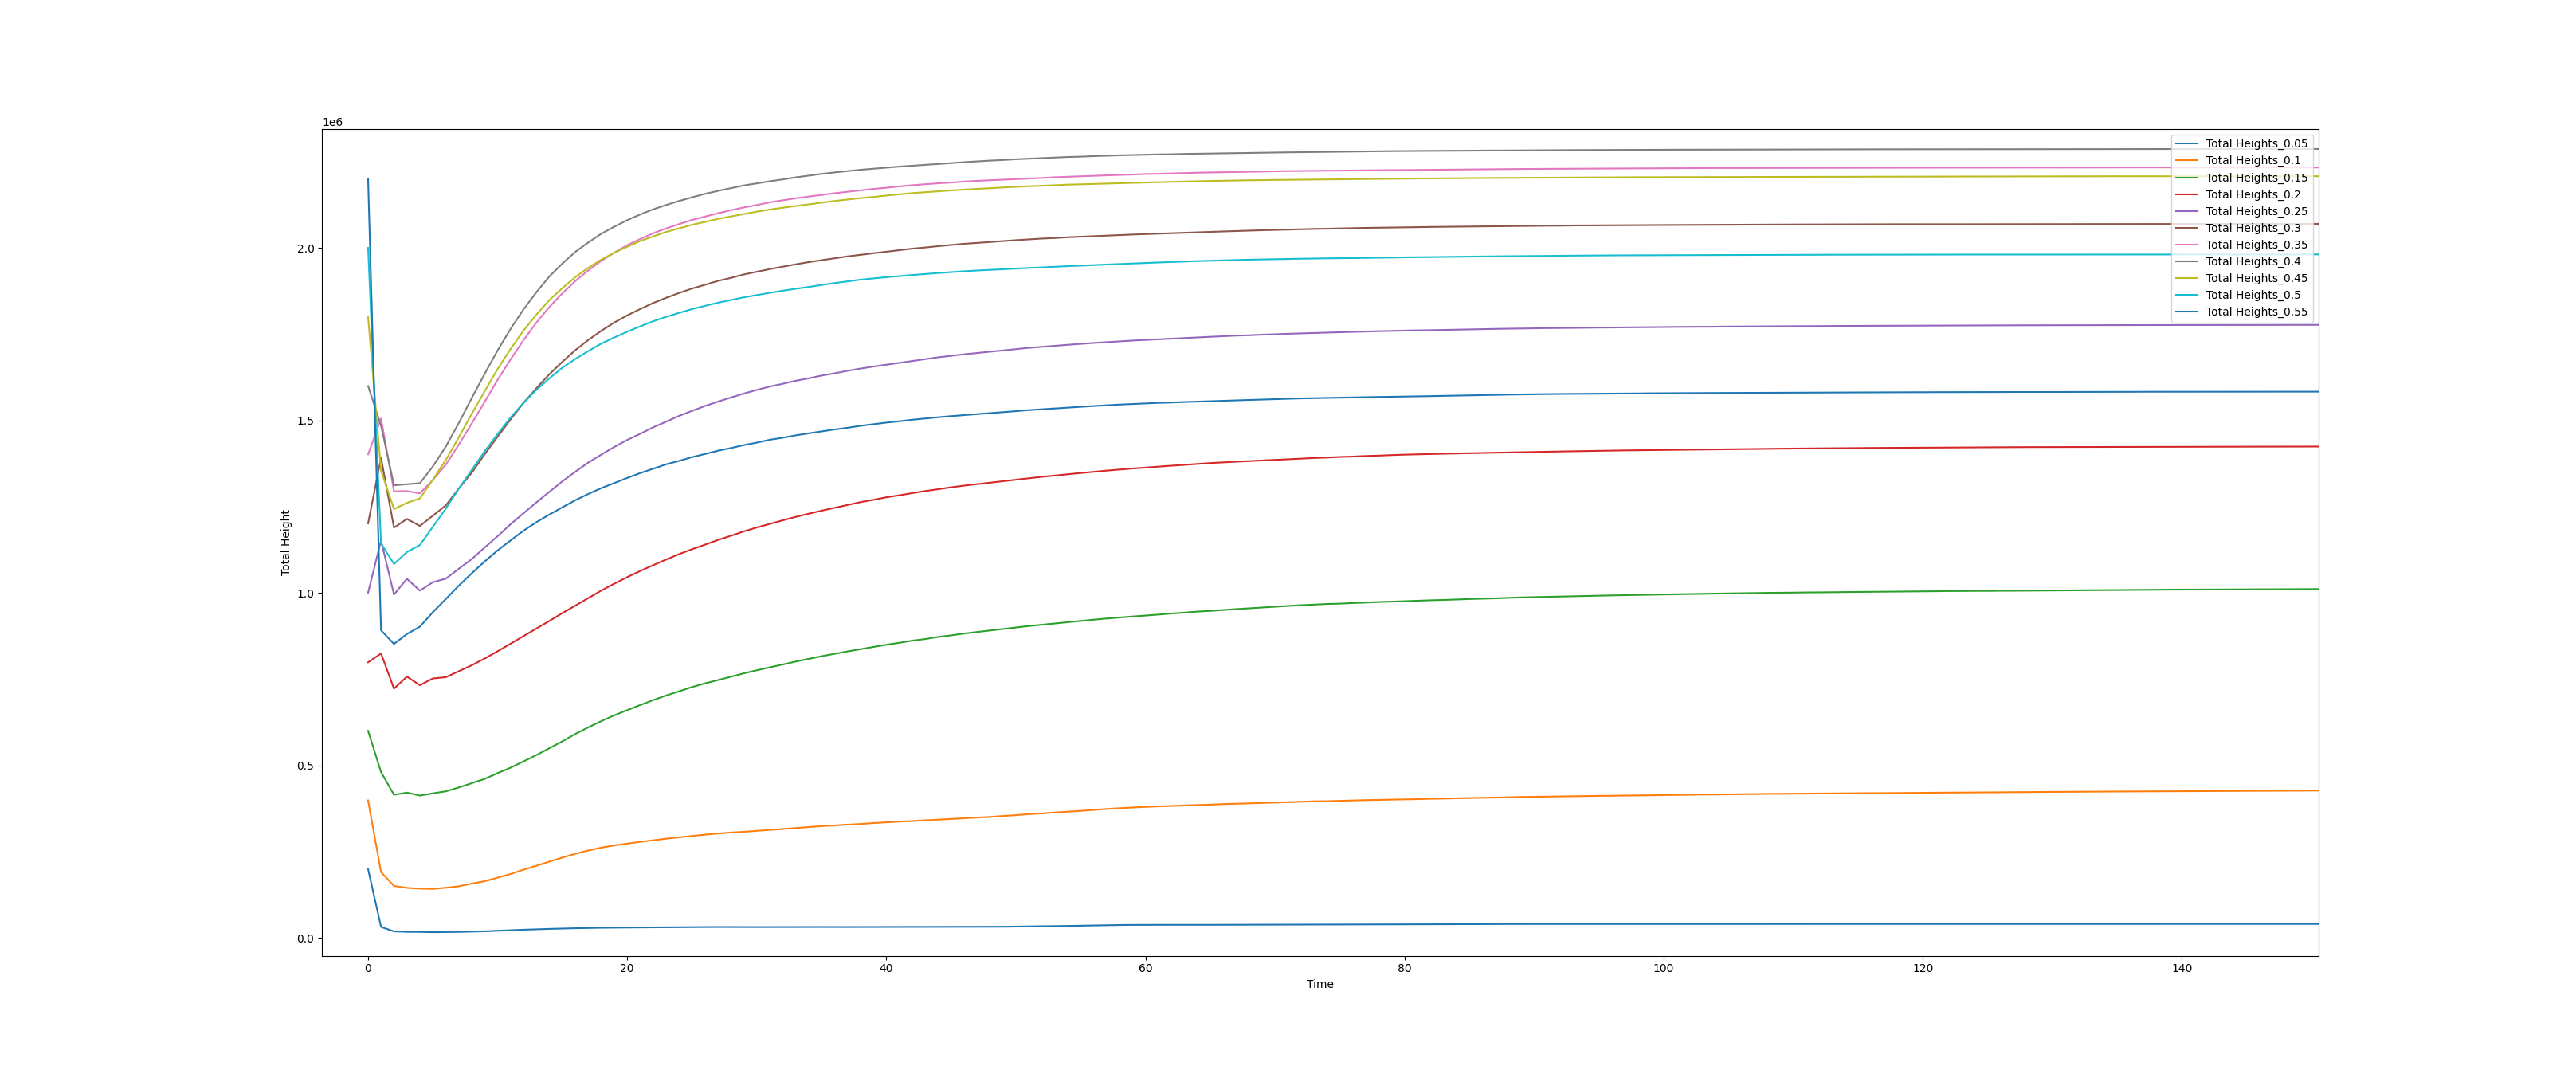 1e6
Total Heights_0.05
Total Heights_0.1
Total Heights_0.15
Total Heights_0.2
Total Heights_0.25
Total Heights_0.3
Total Heights_0.35
Total Heights_0.4
Total Heights_0.45
Total Heights_0.5
Total Heights_0.55
2.0
1.5
1.0
0.5
0.0
Total Height
0 20 40 60 80 100 120 140
Time